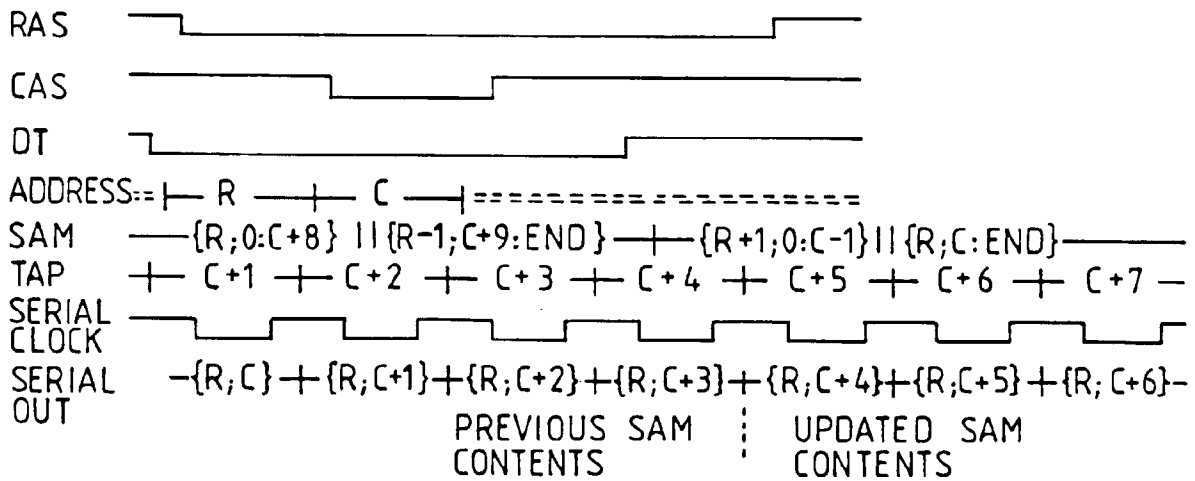 RAS
CAS
DT
ADDRESS R C
SAM {R;0:C+8} ||{R-1;C+9:END} {R+1;0:C-1}||{R;C:END}
TAP C+1 C+2 C+3 C+4 C+5 C+6 C+7
SERIAL
CLOCK
SERIAL {R;C} {R;C+1} {R;C+2} {R;C+3} {R;C+4} {R;C+5} {R;C+6}
OUT
PREVIOUS SAM UPDATED SAM
CONTENTS CONTENTS